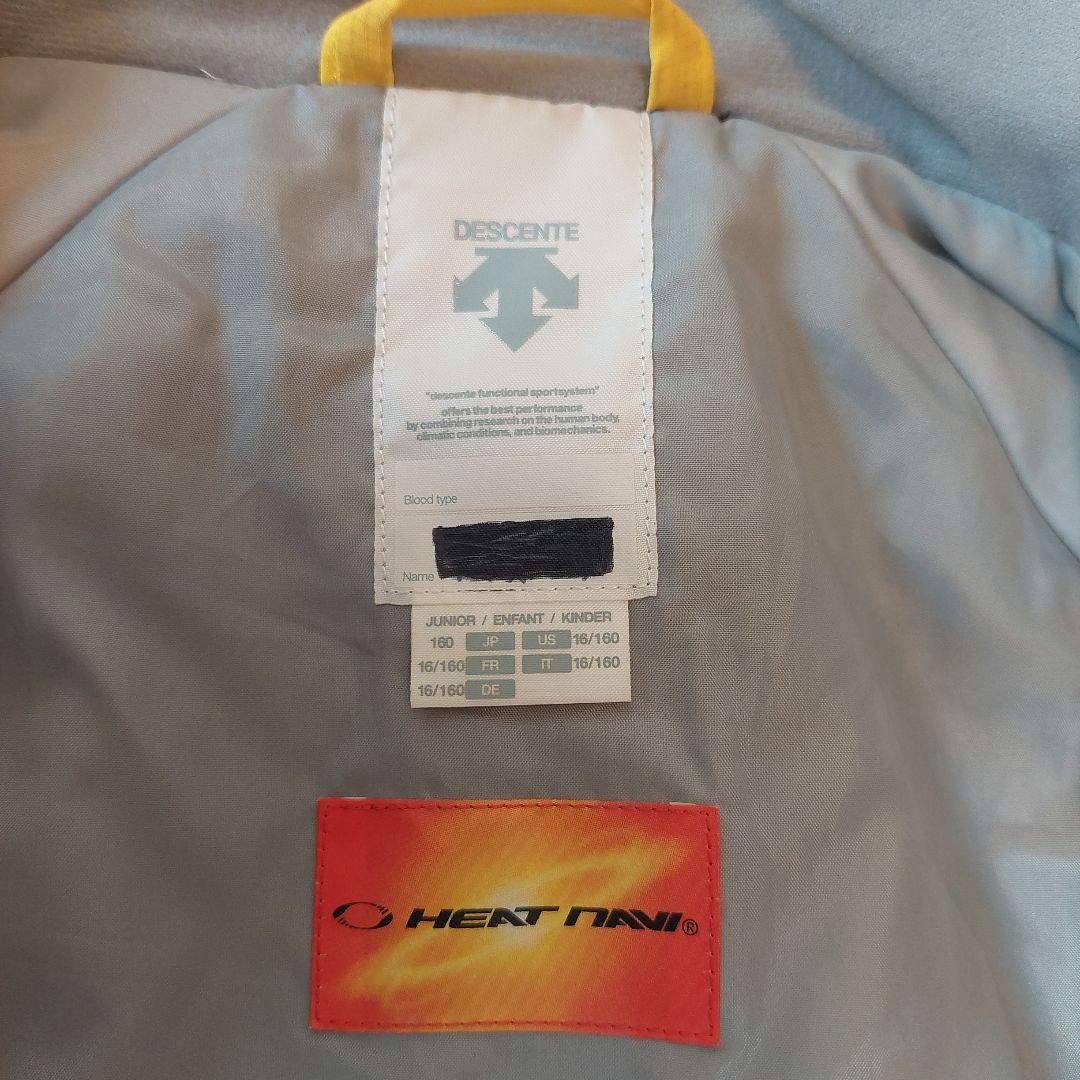 DESCENTE
"descente functional sportsystem"
offers the best performance
by combining research on the human body,
climatic conditions, and biomechanics.
Blood type
Name
JUNIOR / ENFANT / KINDER
160 JP US 16/160
16/160 FR IT 16/160
16/160 DE
HEAT NAVI®